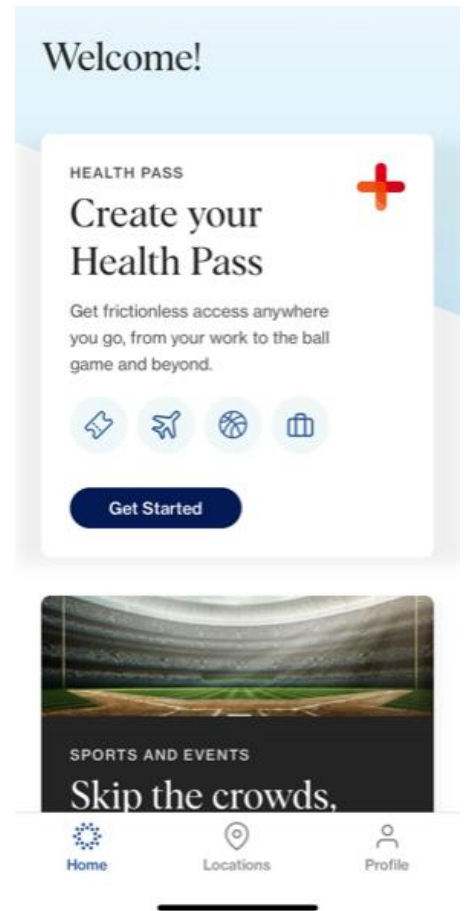 Welcome!
HEALTH PASS
Create your
Health Pass
Get frictionless access anywhere
you go, from your work to the ball
game and beyond.
Get Started
SPORTS AND EVENTS
Skip the crowds,
Home
Locations
Profile